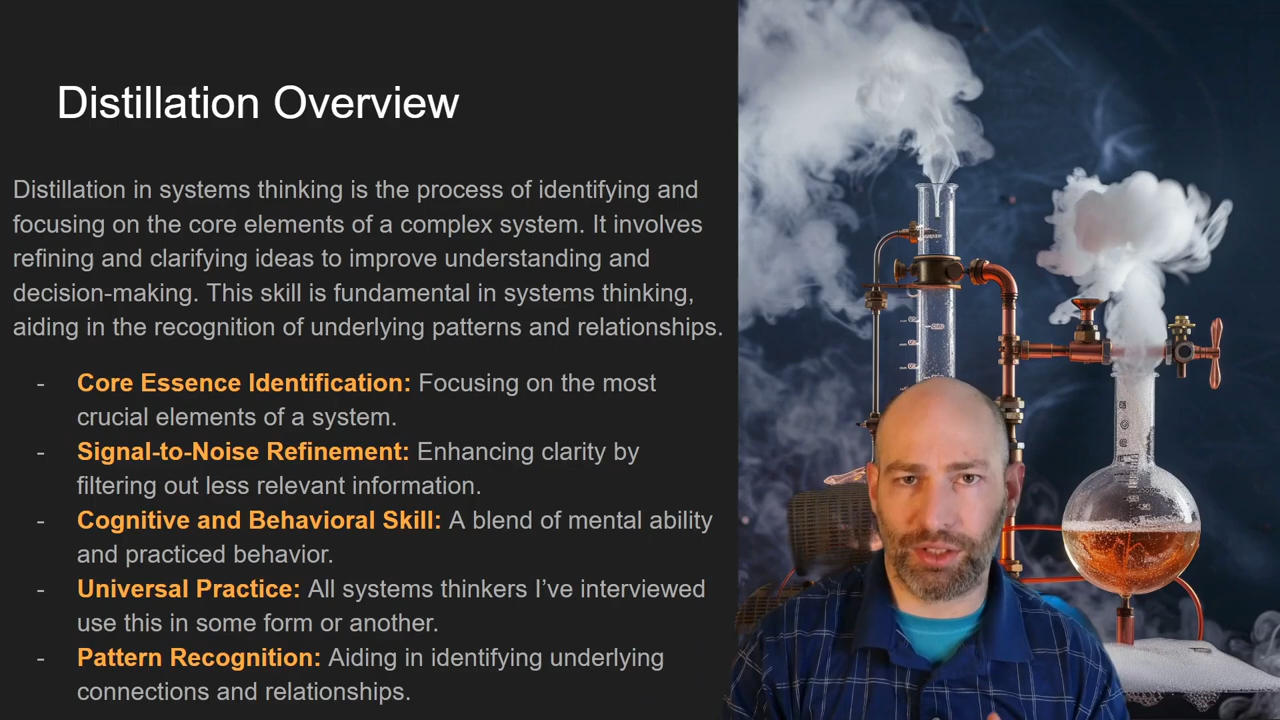 Distillation Overview
Distillation in systems thinking is the process of identifying and
focusing on the core elements of a complex system. It involves
refining and clarifying ideas to improve understanding and
decision-making. This skill is fundamental in systems thinking,
aiding in the recognition of underlying patterns and relationships.
- Core Essence Identification: Focusing on the most
crucial elements of a system.
- Signal-to-Noise Refinement: Enhancing clarity by
filtering out less relevant information.
- Cognitive and Behavioral Skill: A blend of mental ability
and practiced behavior.
- Universal Practice: All systems thinkers I’ve interviewed
use this in some form or another.
- Pattern Recognition: Aiding in identifying underlying
connections and relationships.